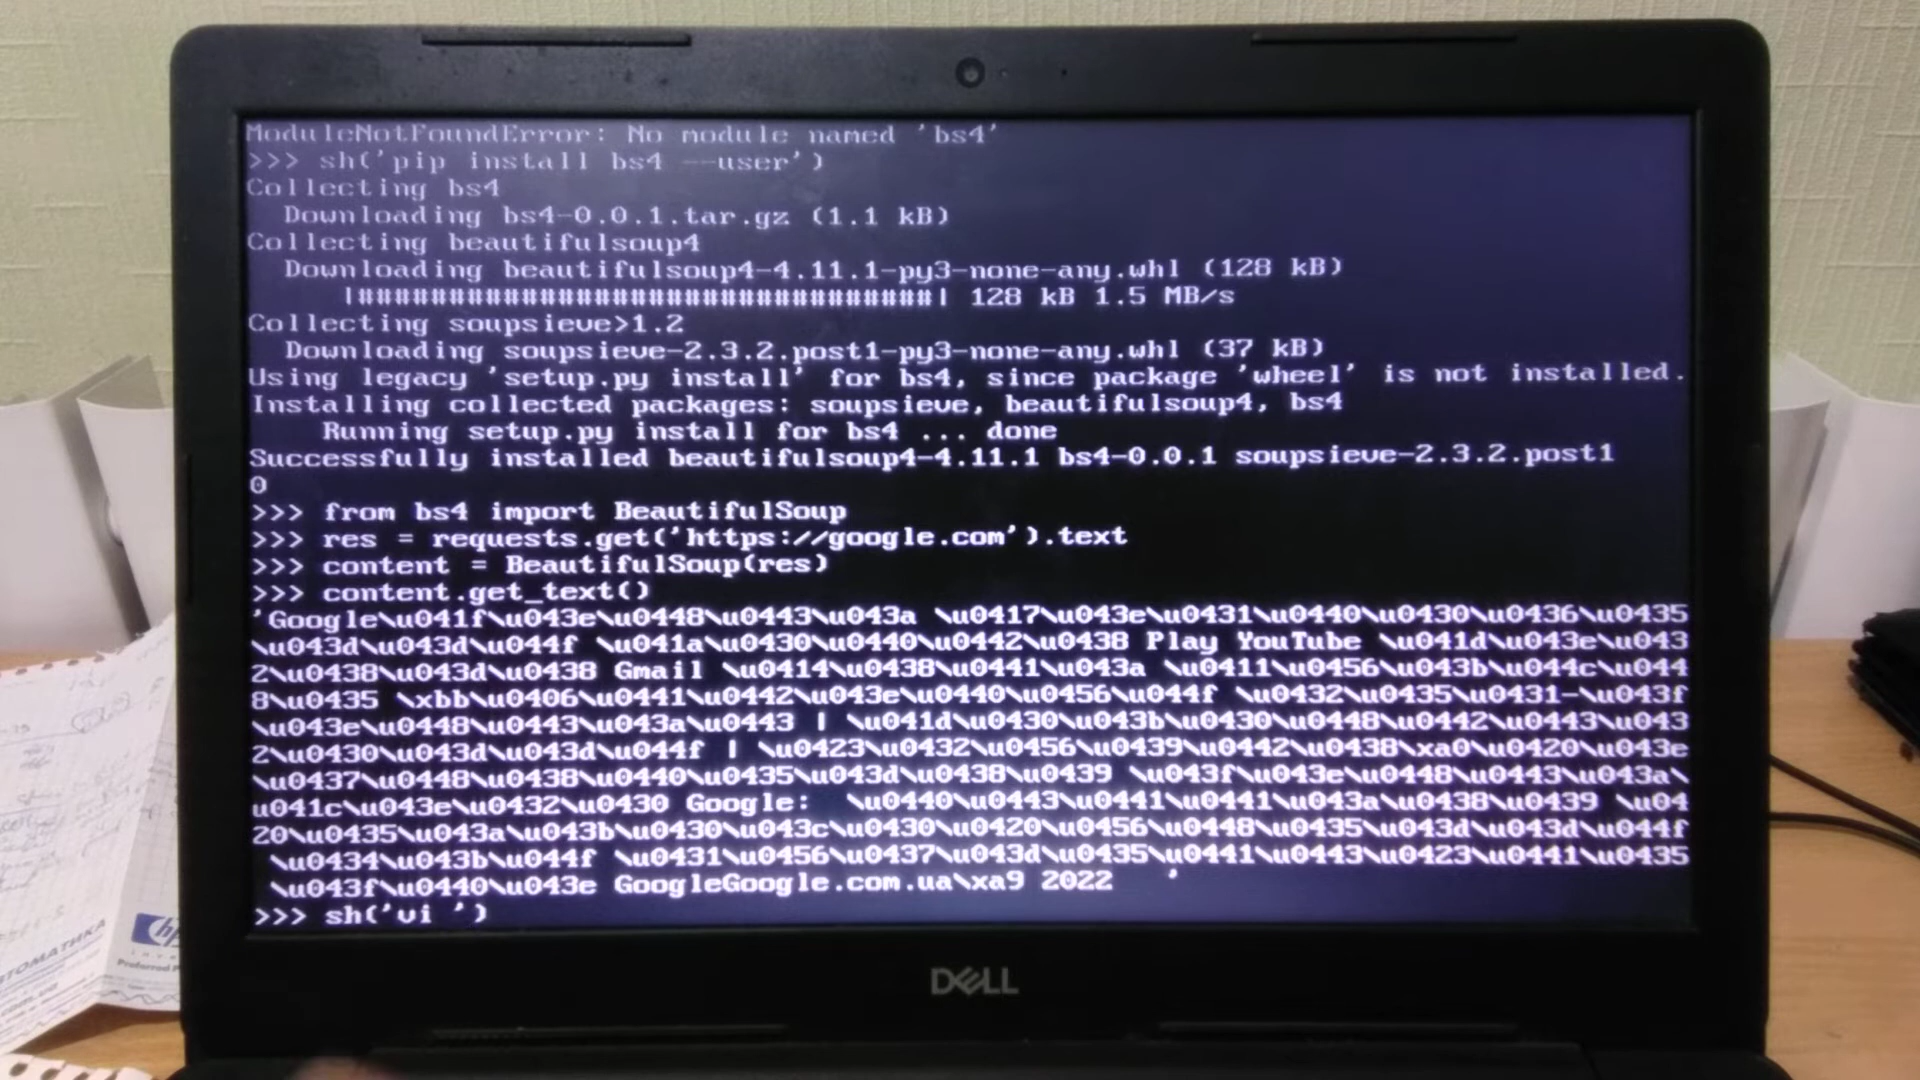 ModuleNotFoundError: No module named 'bs4'
>>> sh('pip install bs4 --user')
Collecting bs4
  Downloading bs4-0.0.1.tar.gz (1.1 kB)
Collecting beautifulsoup4
  Downloading beautifulsoup4-4.11.1-py3-none-any.whl (128 kB)
     |################################| 128 kB 1.5 MB/s
Collecting soupsieve>1.2
  Downloading soupsieve-2.3.2.post1-py3-none-any.whl (37 kB)
Using legacy 'setup.py install' for bs4, since package 'wheel' is not installed.
Installing collected packages: soupsieve, beautifulsoup4, bs4
    Running setup.py install for bs4 ... done
Successfully installed beautifulsoup4-4.11.1 bs4-0.0.1 soupsieve-2.3.2.post1
0
>>> from bs4 import BeautifulSoup
>>> res = requests.get('https://google.com').text
>>> content = BeautifulSoup(res)
>>> content.get_text()
'Google\u041f\u043e\u0448\u0443\u043a \u0417\u043e\u0431\u0440\u0430\u0436\u0435
\u043d\u043d\u044f \u041a\u0430\u0440\u0442\u0438 Play YouTube \u041d\u043e\u043
2\u0438\u043d\u0438 Gmail \u0414\u0438\u0441\u043a \u0411\u0456\u043b\u044c\u044
8\u0435 \xbb\u0406\u0441\u0442\u043e\u0440\u0456\u044f \u0432\u0435\u0431-\u043f
\u043e\u0448\u0443\u043a\u0443 | \u041d\u0430\u043b\u0430\u0448\u0442\u0443\u043
2\u0430\u043d\u043d\u044f | \u0423\u0432\u0456\u0439\u0442\u0438\xa0\u0420\u043e
\u0437\u0448\u0438\u0440\u0435\u043d\u0438\u0439 \u043f\u043e\u0448\u0443\u043a\
u041c\u043e\u0432\u0430 Google:   \u0440\u0443\u0441\u0441\u043a\u0438\u0439 \u04
20\u0435\u043a\u043b\u0430\u043c\u0430\u0420\u0456\u0448\u0435\u043d\u043d\u044f
 \u0434\u043b\u044f \u0431\u0456\u0437\u043d\u0435\u0441\u0443\u0423\u0441\u0435
 \u043f\u0440\u043e GoogleGoogle.com.ua\xa9 2022   '
>>> sh('vi ')
DELL
hp
Preferred